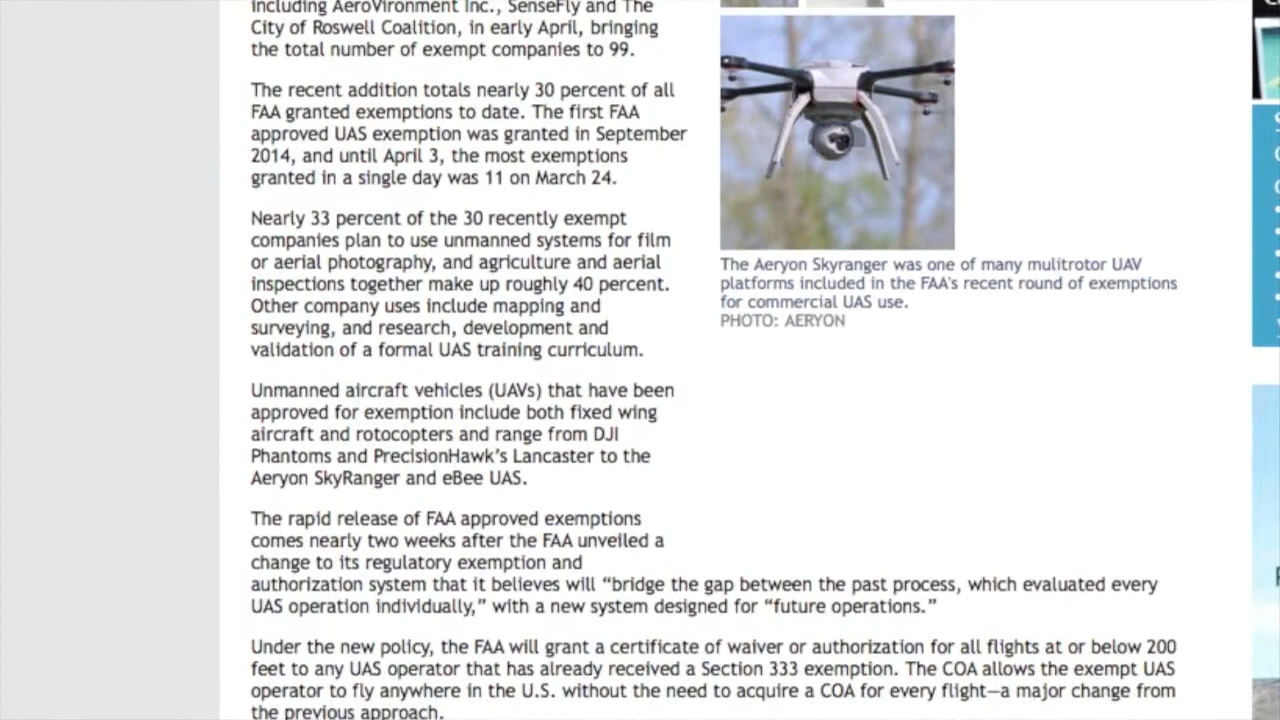 including AeroVironment Inc., SenseFly and The
City of Roswell Coalition, in early April, bringing
the total number of exempt companies to 99.
The recent addition totals nearly 30 percent of all
FAA granted exemptions to date. The first FAA
approved UAS exemption was granted in September
2014, and until April 3, the most exemptions
granted in a single day was 11 on March 24.
Nearly 33 percent of the 30 recently exempt
companies plan to use unmanned systems for film
or aerial photography, and agriculture and aerial
inspections together make up roughly 40 percent.
Other company uses include mapping and
surveying, and research, development and
validation of a formal UAS training curriculum.
Unmanned aircraft vehicles (UAVs) that have been
approved for exemption include both fixed wing
aircraft and rotocopters and range from DJI
Phantoms and PrecisionHawk's Lancaster to the
Aeryon SkyRanger and eBee UAS.
The rapid release of FAA approved exemptions
comes nearly two weeks after the FAA unveiled a
change to its regulatory exemption and
authorization system that it believes will “bridge the gap between the past process, which evaluated every
UAS operation individually,” with a new system designed for “future operations.”
Under the new policy, the FAA will grant a certificate of waiver or authorization for all flights at or below 200
feet to any UAS operator that has already received a Section 333 exemption. The COA allows the exempt UAS
operator to fly anywhere in the U.S. without the need to acquire a COA for every flight—a major change from
the previous approach.
The Aeryon Skyranger was one of many mulitrotor UAV
platforms included in the FAA's recent round of exemptions
for commercial UAS use.
PHOTO: AERYON